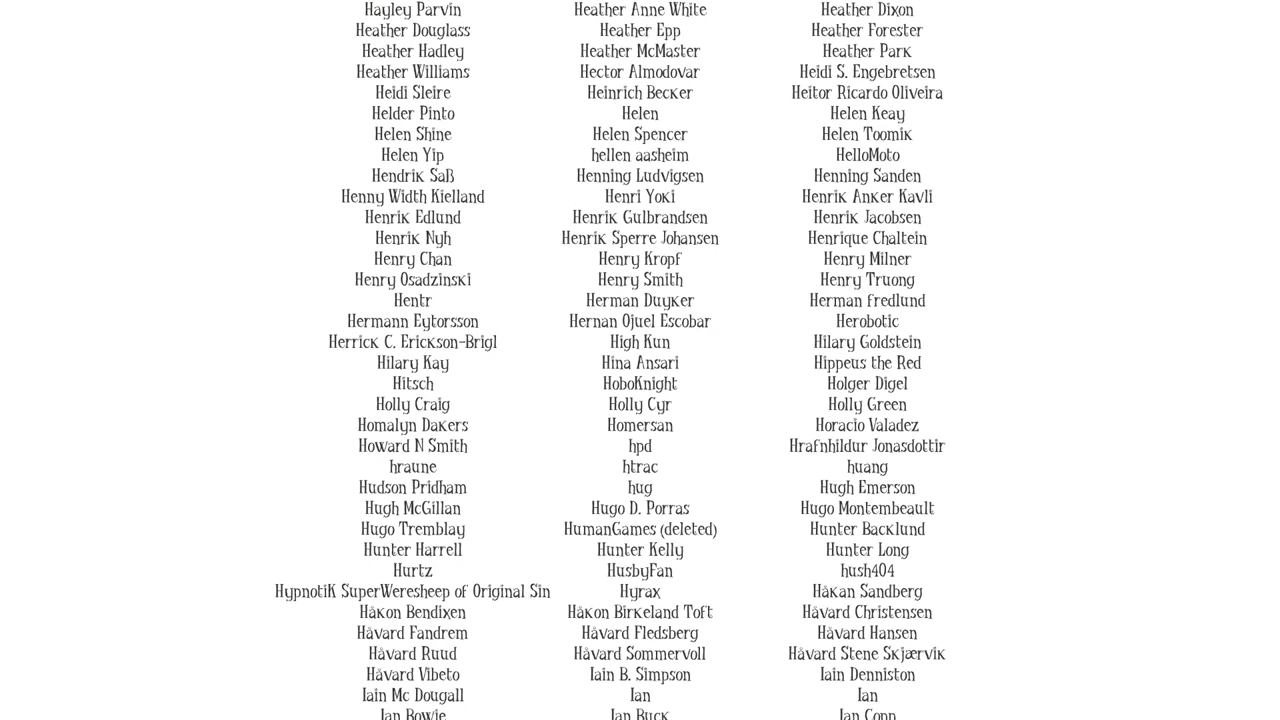 Hayley Parvin Heather Anne White Heather Dixon
Heather Douglass Heather Epp Heather Forester
Heather Hadley Heather McMaster Heather Park
Heather Williams Hector Almodovar Heidi S. Engebretsen
Heidi Sleire Heinrich Becker Heitor Ricardo Oliveira
Helder Pinto Helen Helen Keay
Helen Shine Helen Spencer Helen Toomik
Helen Yip hellen aasheim HelloMoto
Hendrik Saß Henning Ludvigsen Henning Sanden
Henny Width Kielland Henri Yoki Henrik Anker Kavli
Henrik Edlund Henrik Gulbrandsen Henrik Jacobsen
Henrik Nyh Henrik Sperre Johansen Henrique Chaltein
Henry Chan Henry Kropf Henry Milner
Henry Osadzinski Henry Smith Henry Truong
Hentr Herman Duyker Herman fredlund
Hermann Eytorsson Hernan Ojuel Escobar Herobotic
Herrick C. Erickson-Brigl High Kun Hilary Goldstein
Hilary Kay Hina Ansari Hippeus the Red
Hitsch HoboKnight Holger Digel
Holly Craig Holly Cyr Holly Green
Homalyn Dakers Homersan Horacio Valadez
Howard N Smith hpd Hrafnhildur Jonasdottir
hraune htrac huang
Hudson Pridham hug Hugh Emerson
Hugh McGillan Hugo D. Porras Hugo Montembeault
Hugo Tremblay HumanGames (deleted) Hunter Backlund
Hunter Harrell Hunter Kelly Hunter Long
Hurtz HusbyFan hush404
HypnotiK SuperWeresheep of Original Sin Hyrax Håkan Sandberg
Håkon Bendixen Håkon Birkeland Toft Håvard Christensen
Håvard Fandrem Håvard Fledsberg Håvard Hansen
Håvard Ruud Håvard Sommervoll Håvard Stene Skjærvik
Håvard Vibeto Iain B. Simpson Iain Denniston
Iain Mc Dougall Ian Ian
Ian Bowie Ian Buck Ian Copp